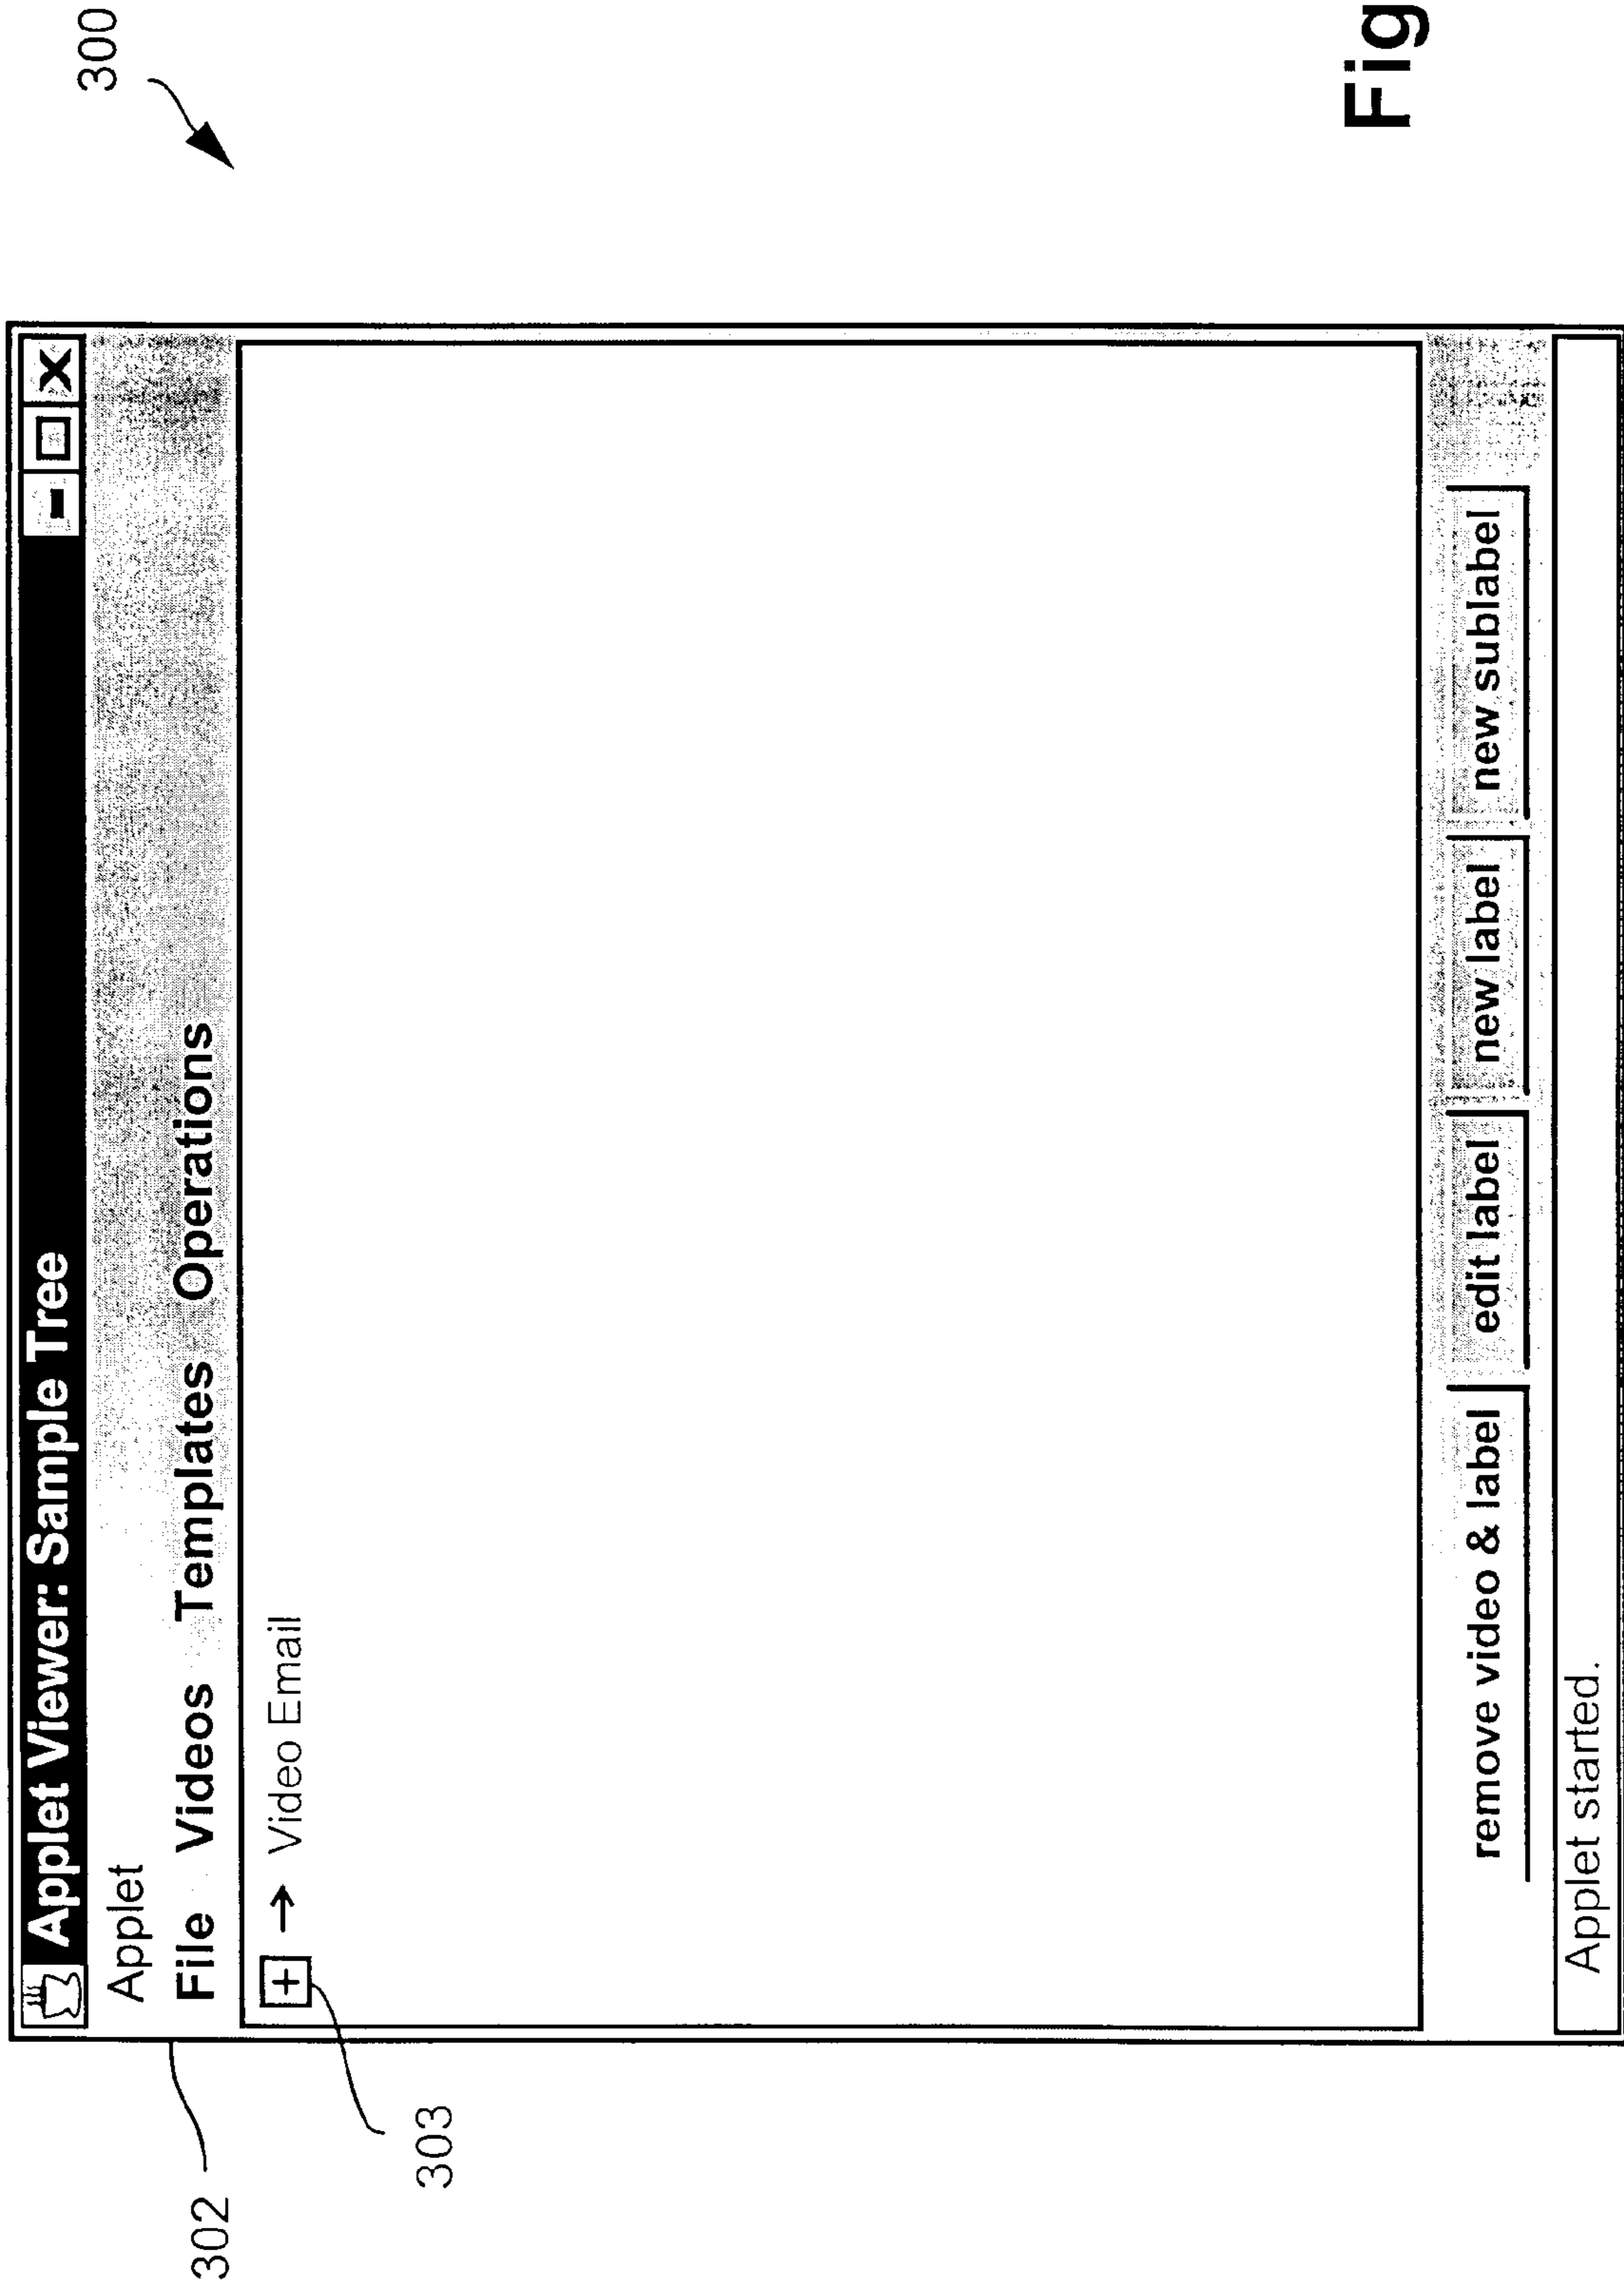 300
Applet Viewer: Sample Tree
Applet
File Videos Templates Operations
+ → Video Email
remove video & label edit label new label new sublabel
Applet started.
302
303
Fig